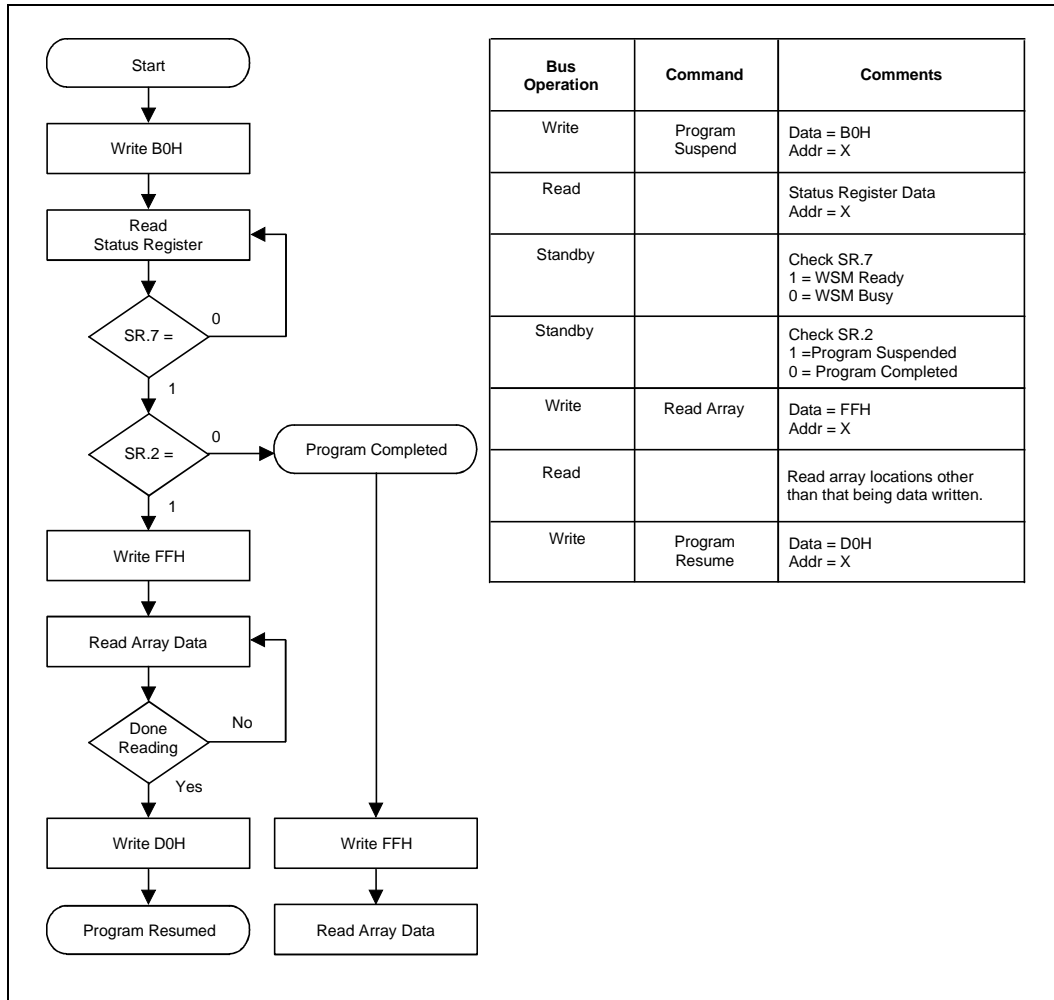 Start
Write B0H
Read
Status Register
SR.7 =
0
1
SR.2 =
0
Program Completed
1
Write FFH
Read Array Data
Done
Reading
No
Yes
Write D0H
Write FFH
Program Resumed
Read Array Data
Bus
Operation
Command
Comments
Write
Program
Suspend
Data = B0H
Addr = X
Read
Status Register Data
Addr = X
Standby
Check SR.7
1 = WSM Ready
0 = WSM Busy
Standby
Check SR.2
1 =Program Suspended
0 = Program Completed
Write
Read Array
Data = FFH
Addr = X
Read
Read array locations other
than that being data written.
Write
Program
Resume
Data = D0H
Addr = X